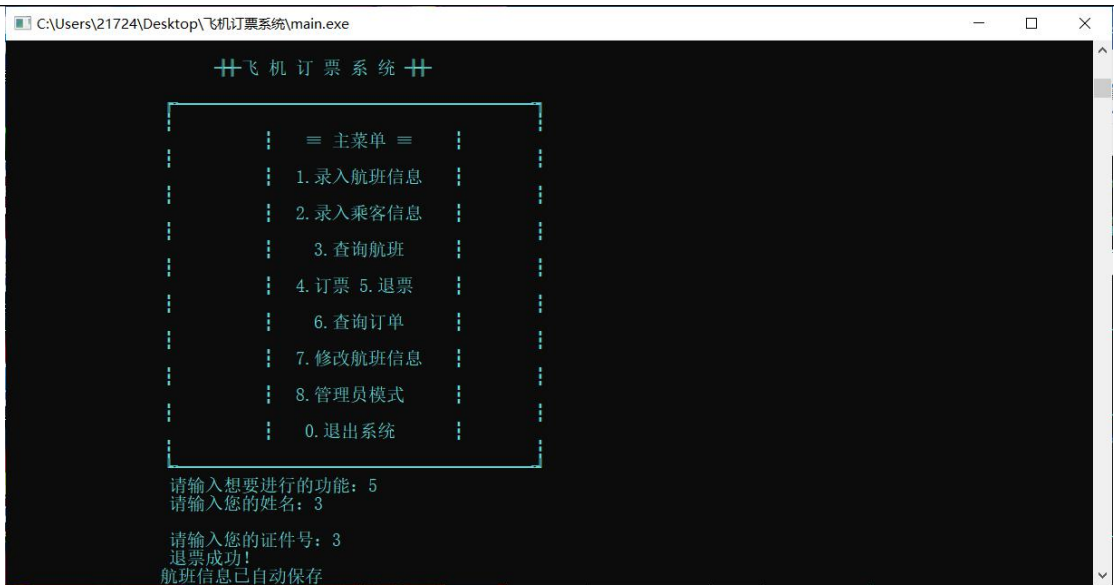 C:\Users\21724\Desktop\飞机订票系统\main.exe
╫╫飞 机 订 票 系 统╫╫
≡ 主菜单 ≡
1.录入航班信息
2.录入乘客信息
3.查询航班
4.订票 5.退票
6.查询订单
7.修改航班信息
8.管理员模式
0.退出系统
请输入想要进行的功能：5
请输入您的姓名：3
请输入您的证件号：3
退票成功！
航班信息已自动保存